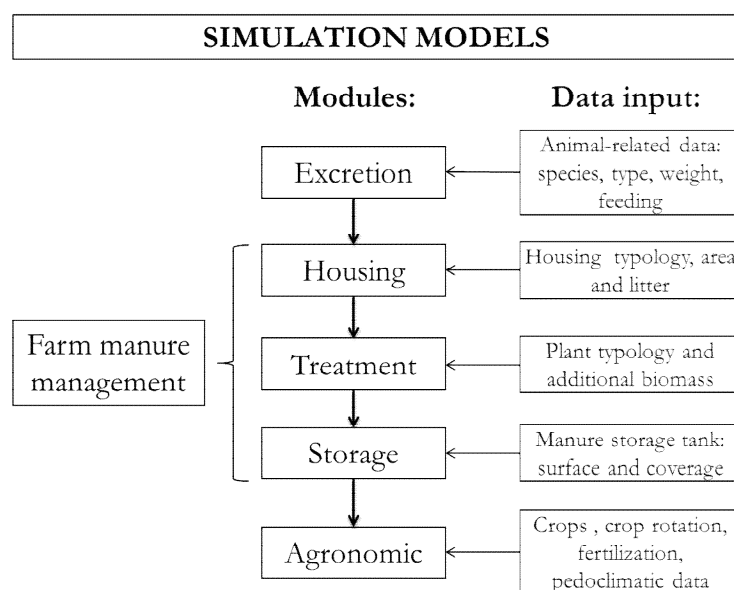 SIMULATION MODELS
Modules:
Data input:
Excretion
Animal-related data:
species, type, weight,
feeding
Housing
Housing typology, area
and litter
Farm manure
management
Treatment
Plant typology and
additional biomass
Storage
Manure storage tank:
surface and coverage
Agronomic
Crops , crop rotation,
fertilization,
pedoclimatic data